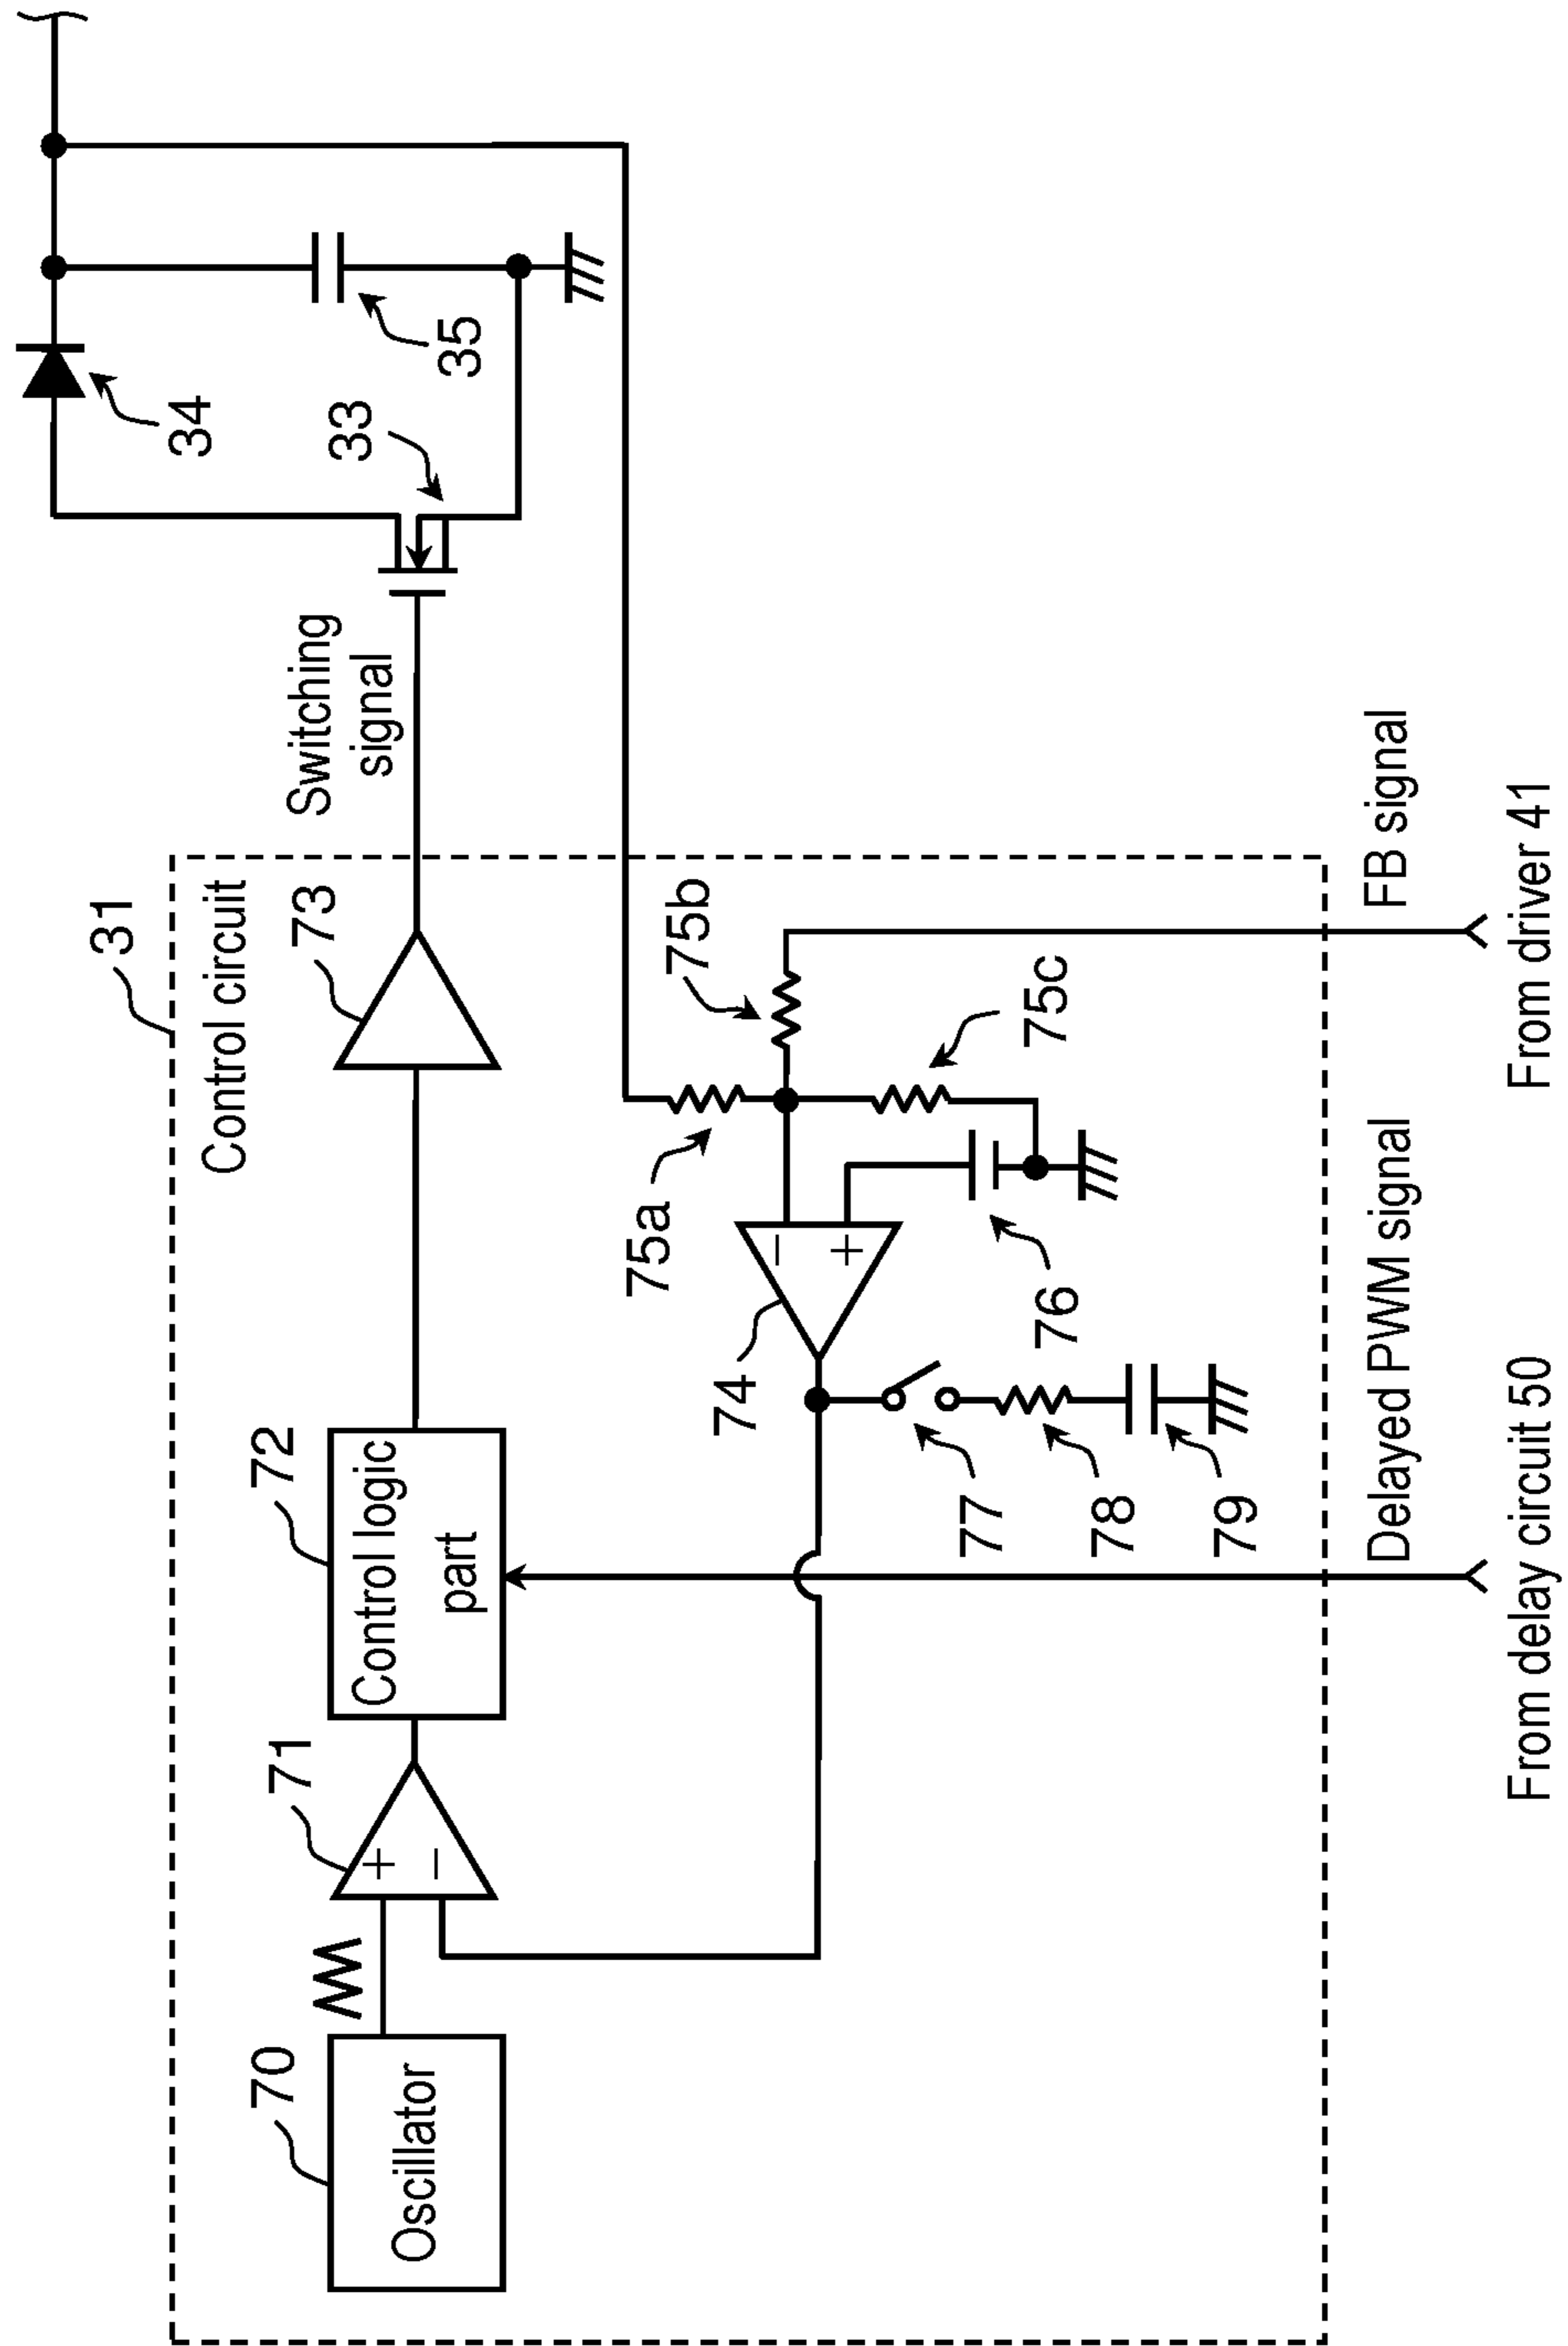 31
Control circuit
70
Oscillator
71
+
−
72
Control logic
part
73
Switching
signal
33
34
35
74
−
+
75a
75b
75c
76
77
78
79
Delayed PWM signal
From delay circuit 50
FB signal
From driver 41